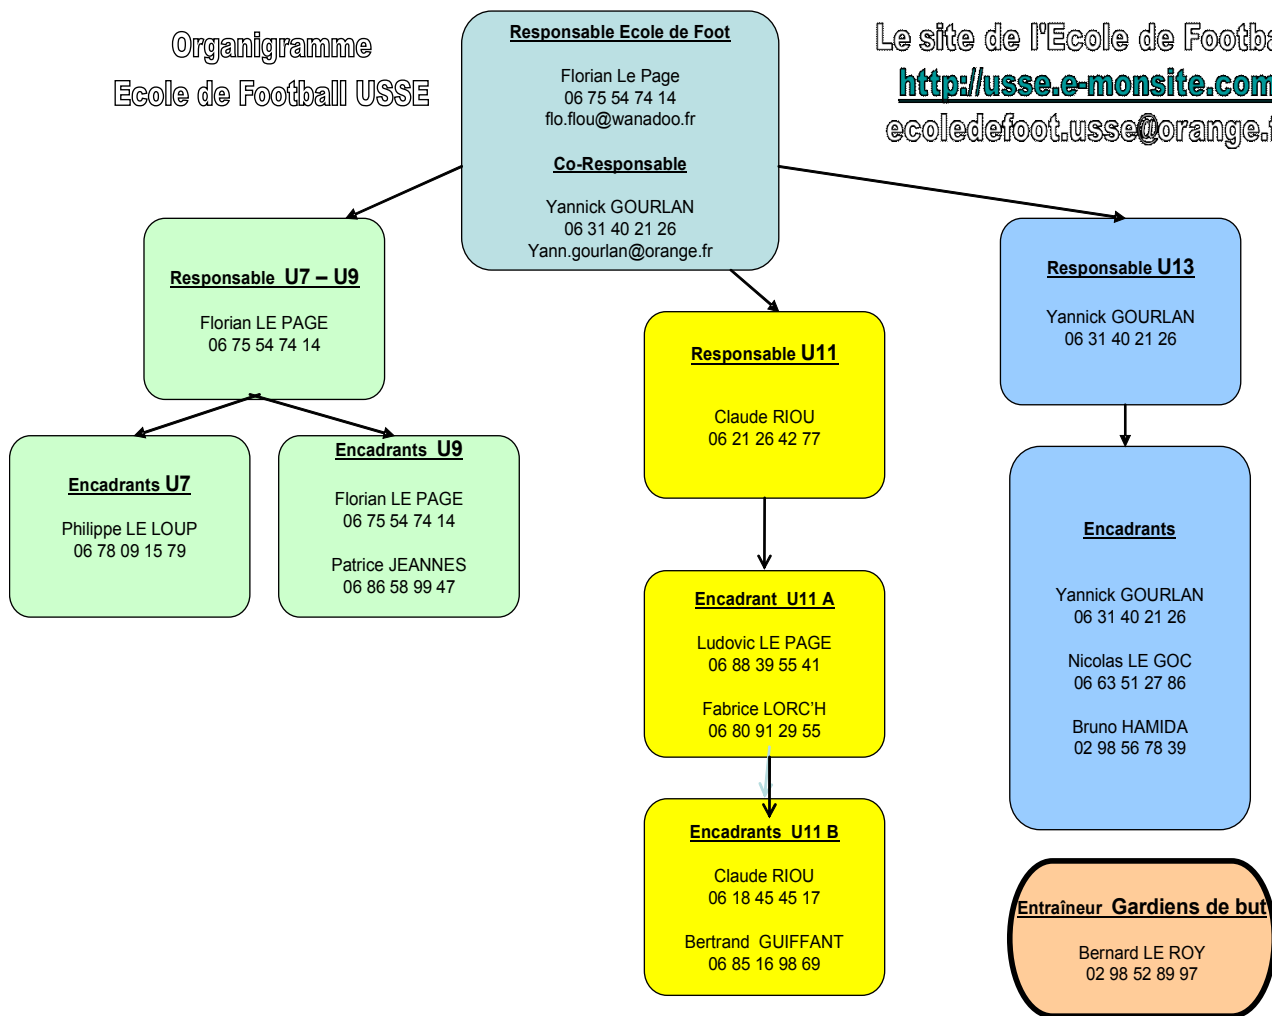 Organigramme
Ecole de Football USSE
Responsable Ecole de Foot
Florian Le Page
06 75 54 74 14
flo.flou@wanadoo.fr
Co-Responsable
Yannick GOURLAN
06 31 40 21 26
Yann.gourlan@orange.fr
Le site de l'Ecole de Footba
http://usse.e-monsite.com
ecoledefoot.usse@orange.f
Responsable U7 – U9
Florian LE PAGE
06 75 54 74 14
Encadrants U7
Philippe LE LOUP
06 78 09 15 79
Encadrants U9
Florian LE PAGE
06 75 54 74 14
Patrice JEANNES
06 86 58 99 47
Responsable U11
Claude RIOU
06 21 26 42 77
Encadrant U11 A
Ludovic LE PAGE
06 88 39 55 41
Fabrice LORC'H
06 80 91 29 55
Encadrants U11 B
Claude RIOU
06 18 45 45 17
Bertrand GUIFFANT
06 85 16 98 69
Responsable U13
Yannick GOURLAN
06 31 40 21 26
Encadrants
Yannick GOURLAN
06 31 40 21 26
Nicolas LE GOC
06 63 51 27 86
Bruno HAMIDA
02 98 56 78 39
Entraîneur Gardiens de but
Bernard LE ROY
02 98 52 89 97